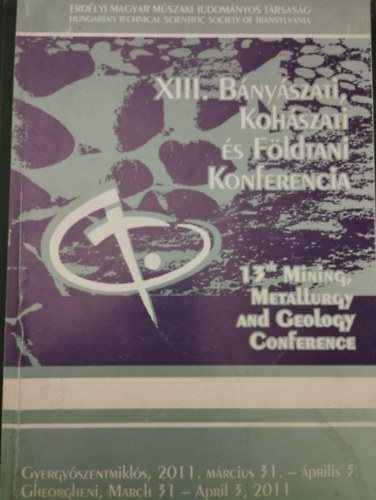 ERDÉLYI MAGYAR MŰSZAKI TUDOMÁNYOS TÁRSASÁG
HUNGARIAN TECHNICAL SCIENTIFIC SOCIETY OF TRANSYLVANIA
XIII. BÁNYÁSZATI,
KOHÁSZATI
ÉS FÖLDTANI
KONFERENCIA
13th MINING,
METALLURGY
AND GEOLOGY
CONFERENCE
GYERGYÓSZENTMIKLÓS, 2011. MÁRCIUS 31. – ÁPRILIS 3.
GHEORGHENI, MARCH 31 – APRIL 3, 2011